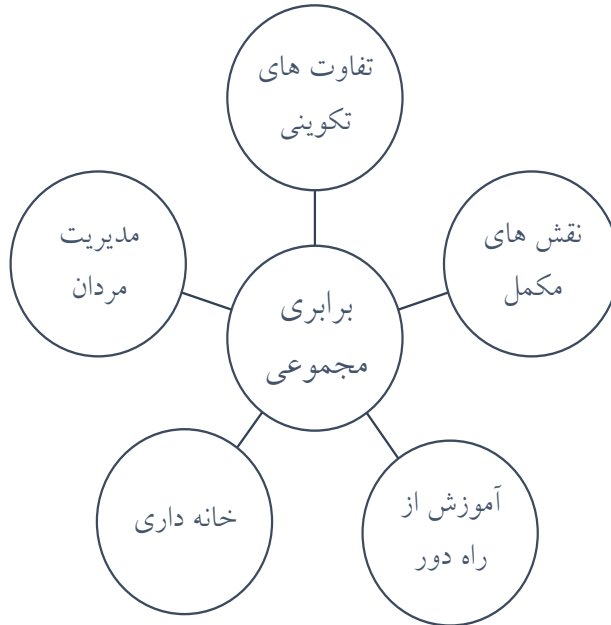 تفاوت های
تکوینی
نقش های
مکمل
مدیریت
مردان
برابری
مجموعی
آموزش از
راه دور
خانه داری